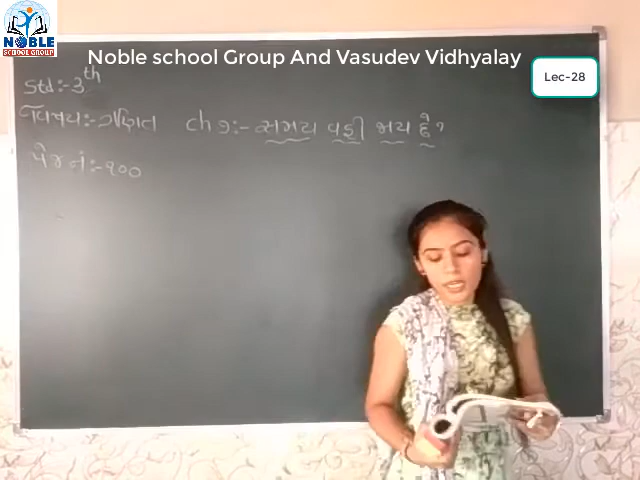 NOBLE
SCHOOL GROUP
Noble school Group And Vasudev Vidhyalay
Lec-28
Std:-3th
વિષય:-ગણિત ch ૭:- સમય વહી જાય છે ?
પેજ નં:-૧૦૦